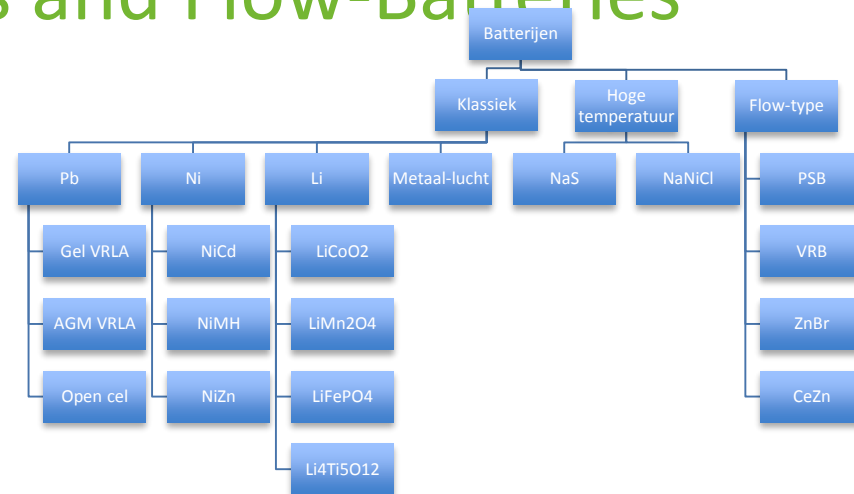 s and Flow-Batteries
Batterijen
Klassiek
Hoge
temperatuur
Flow-type
Pb
Ni
Li
Metaal-lucht
NaS
NaNiCl
PSB
Gel VRLA
NiCd
LiCoO2
VRB
AGM VRLA
NiMH
LiMn2O4
ZnBr
Open cel
NiZn
LiFePO4
CeZn
Li4Ti5O12